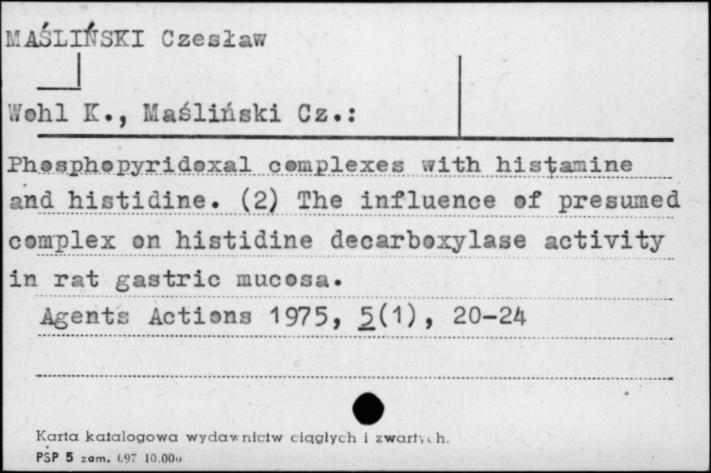 MAŚLIŃSKI Czesław
Wohl K., Maśliński Cz.:
Phosphopyridoxal complexes with histamine
and histidine. (2) The influence of presumed
complex on histidine decarboxylase activity
in rat gastric mucosa.
Agents Actions 1975, 5(1), 20-24
Karta katalogowa wydawnictw ciągłych i zwartych.
PSP 5 zam. 697 10.000